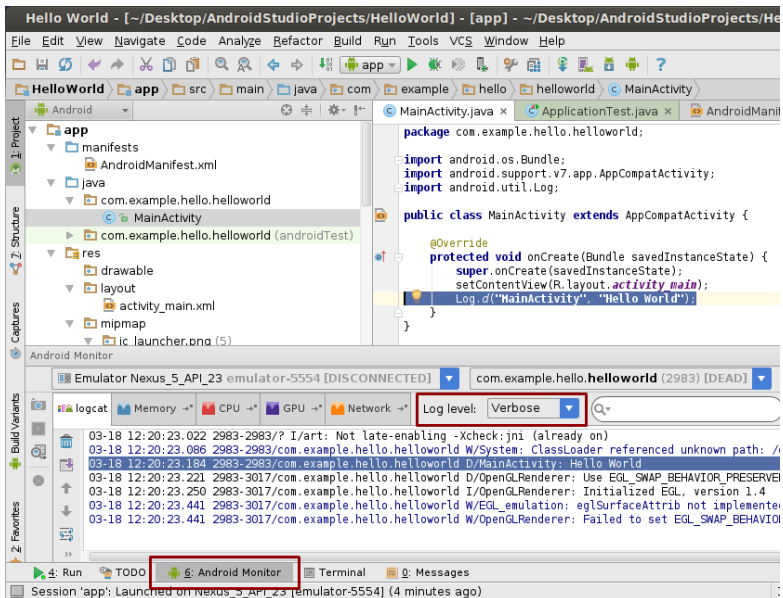 Hello World - [~/Desktop/AndroidStudioProjects/HelloWorld] - [app] - ~/Desktop/AndroidStudioProjects/He
File Edit View Navigate Code Analyze Refactor Build Run Tools VCS Window Help
app
HelloWorld app src main java com example hello helloworld MainActivity
Android
MainActivity.java × ApplicationTest.java × AndroidManif
1: Project
app
manifests
AndroidManifest.xml
java
com.example.hello.helloworld
MainActivity
com.example.hello.helloworld (androidTest)
res
drawable
layout
activity_main.xml
mipmap
ic_launcher.png (5)
Z: Structure
Captures
package com.example.hello.helloworld;
import android.os.Bundle;
import android.support.v7.app.AppCompatActivity;
import android.util.Log;
public class MainActivity extends AppCompatActivity {
@Override
protected void onCreate(Bundle savedInstanceState) {
super.onCreate(savedInstanceState);
setContentView(R.layout.activity_main);
Log.d("MainActivity", "Hello World");
}
}
Android Monitor
Emulator Nexus_5_API_23 emulator-5554 [DISCONNECTED] com.example.hello.helloworld (2983) [DEAD]
logcat Memory CPU GPU Network Log level: Verbose
Build Variants
2: Favorites
03-18 12:20:23.022 2983-2983/? I/art: Not late-enabling -Xcheck:jni (already on)
03-18 12:20:23.086 2983-2983/com.example.hello.helloworld W/System: ClassLoader referenced unknown path: /
03-18 12:20:23.184 2983-2983/com.example.hello.helloworld D/MainActivity: Hello World
03-18 12:20:23.221 2983-3017/com.example.hello.helloworld D/OpenGLRenderer: Use EGL_SWAP_BEHAVIOR_PRESERVE
03-18 12:20:23.250 2983-3017/com.example.hello.helloworld I/OpenGLRenderer: Initialized EGL, version 1.4
03-18 12:20:23.441 2983-3017/com.example.hello.helloworld W/EGL_emulation: eglSurfaceAttrib not implemented
03-18 12:20:23.441 2983-3017/com.example.hello.helloworld W/OpenGLRenderer: Failed to set EGL_SWAP_BEHAVIO
4: Run TODO 6: Android Monitor Terminal 0: Messages
Session 'app': Launched on Nexus_5_API_23 [emulator-5554] (4 minutes ago)